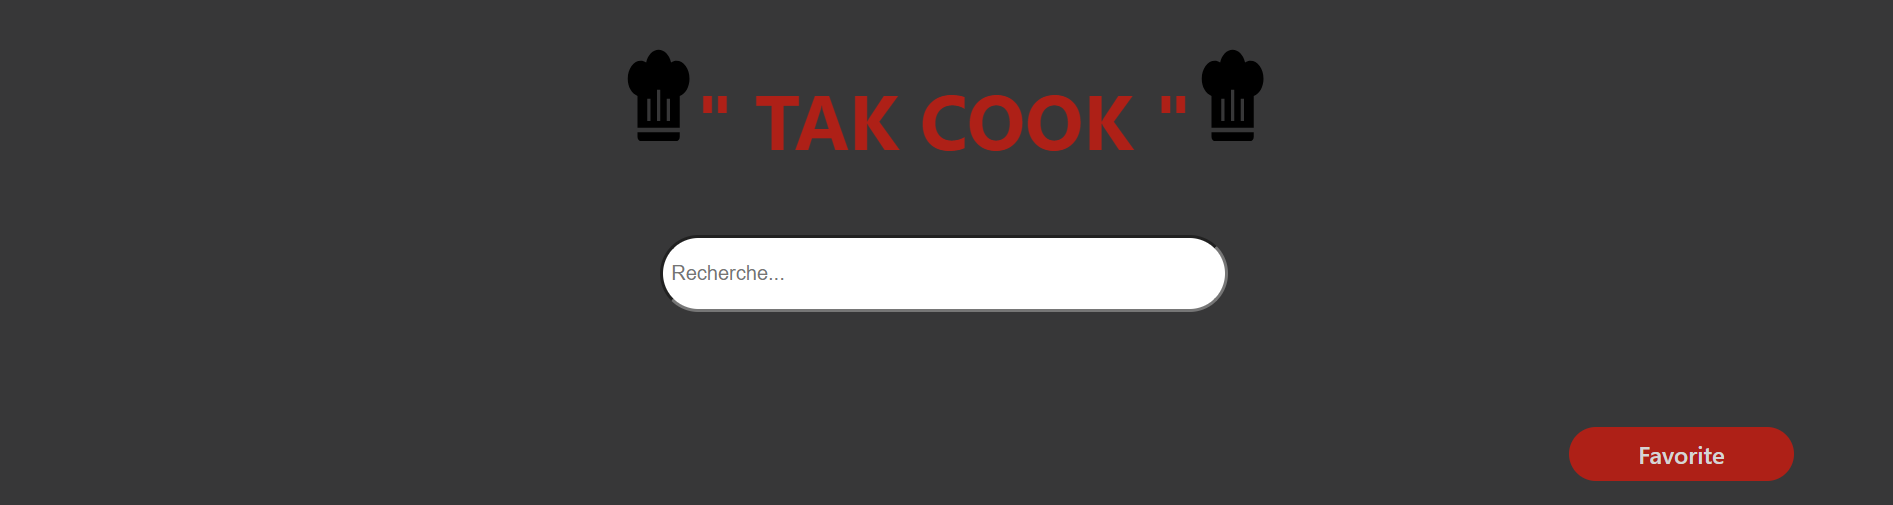 " TAK COOK "
Recherche...
Favorite